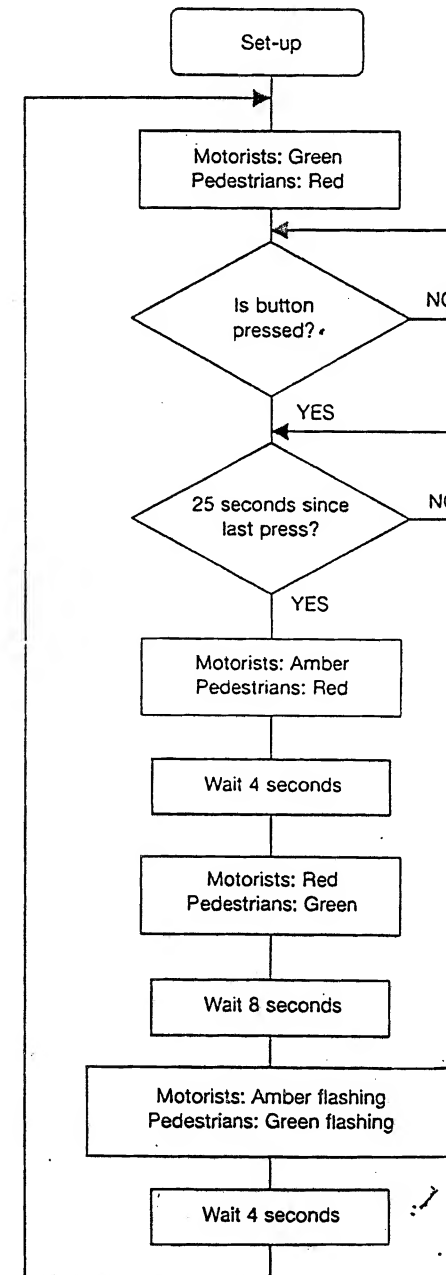 Set-up
Motorists: Green
Pedestrians: Red
Is button
pressed?
NO
YES
25 seconds since
last press?
NO
YES
Motorists: Amber
Pedestrians: Red
Wait 4 seconds
Motorists: Red
Pedestrians: Green
Wait 8 seconds
Motorists: Amber flashing
Pedestrians: Green flashing
Wait 4 seconds